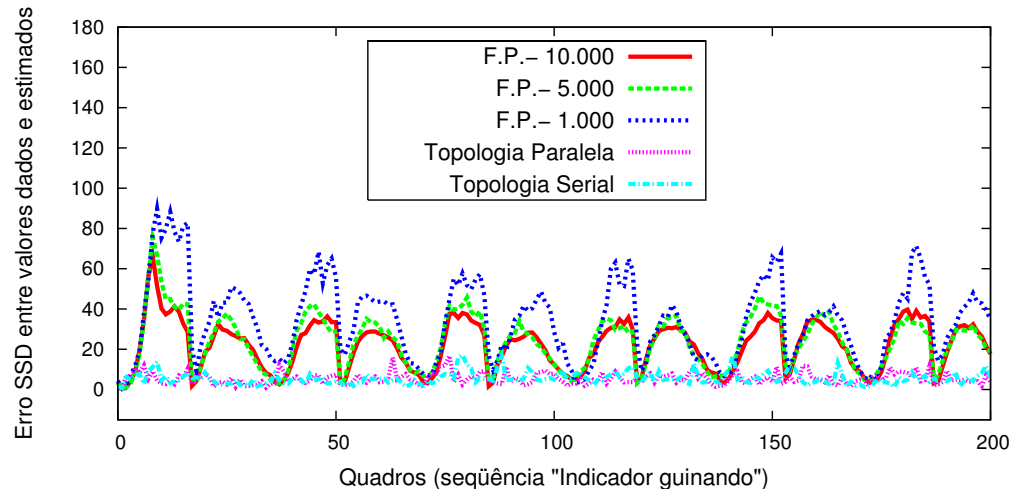 Erro SSD entre valores dados e estimados
180
160
140
120
100
80
60
40
20
0
F.P.– 10.000
F.P.– 5.000
F.P.– 1.000
Topologia Paralela
Topologia Serial
0 50 100 150 200
Quadros (seqüência "Indicador guinando")